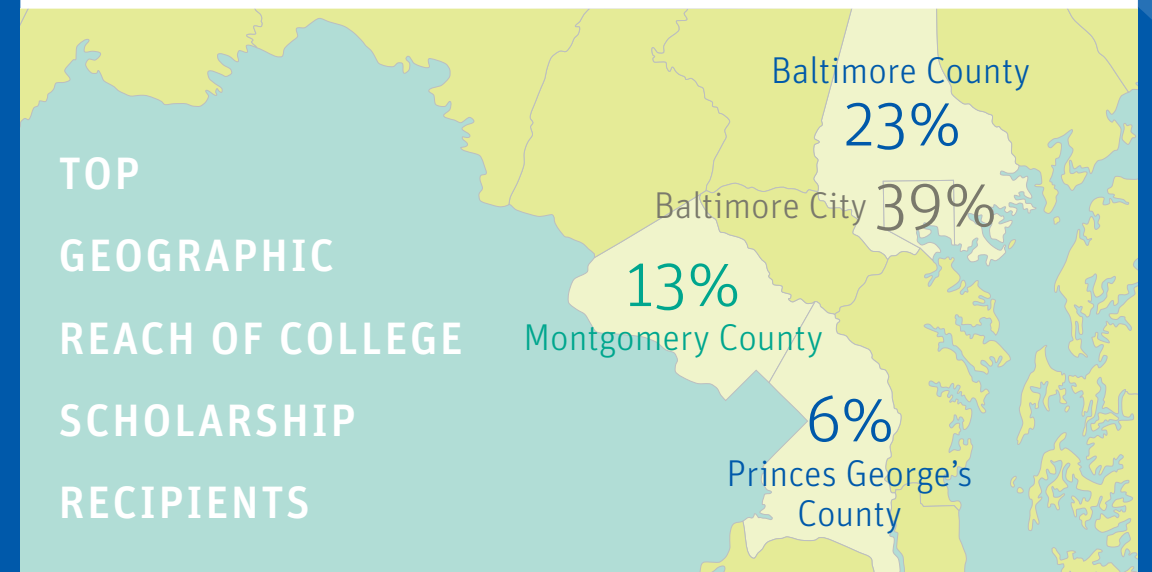 TOP
GEOGRAPHIC
REACH OF COLLEGE
SCHOLARSHIP
RECIPIENTS
Baltimore County
23%
Baltimore City 39%
13%
Montgomery County
6%
Princes George’s
County